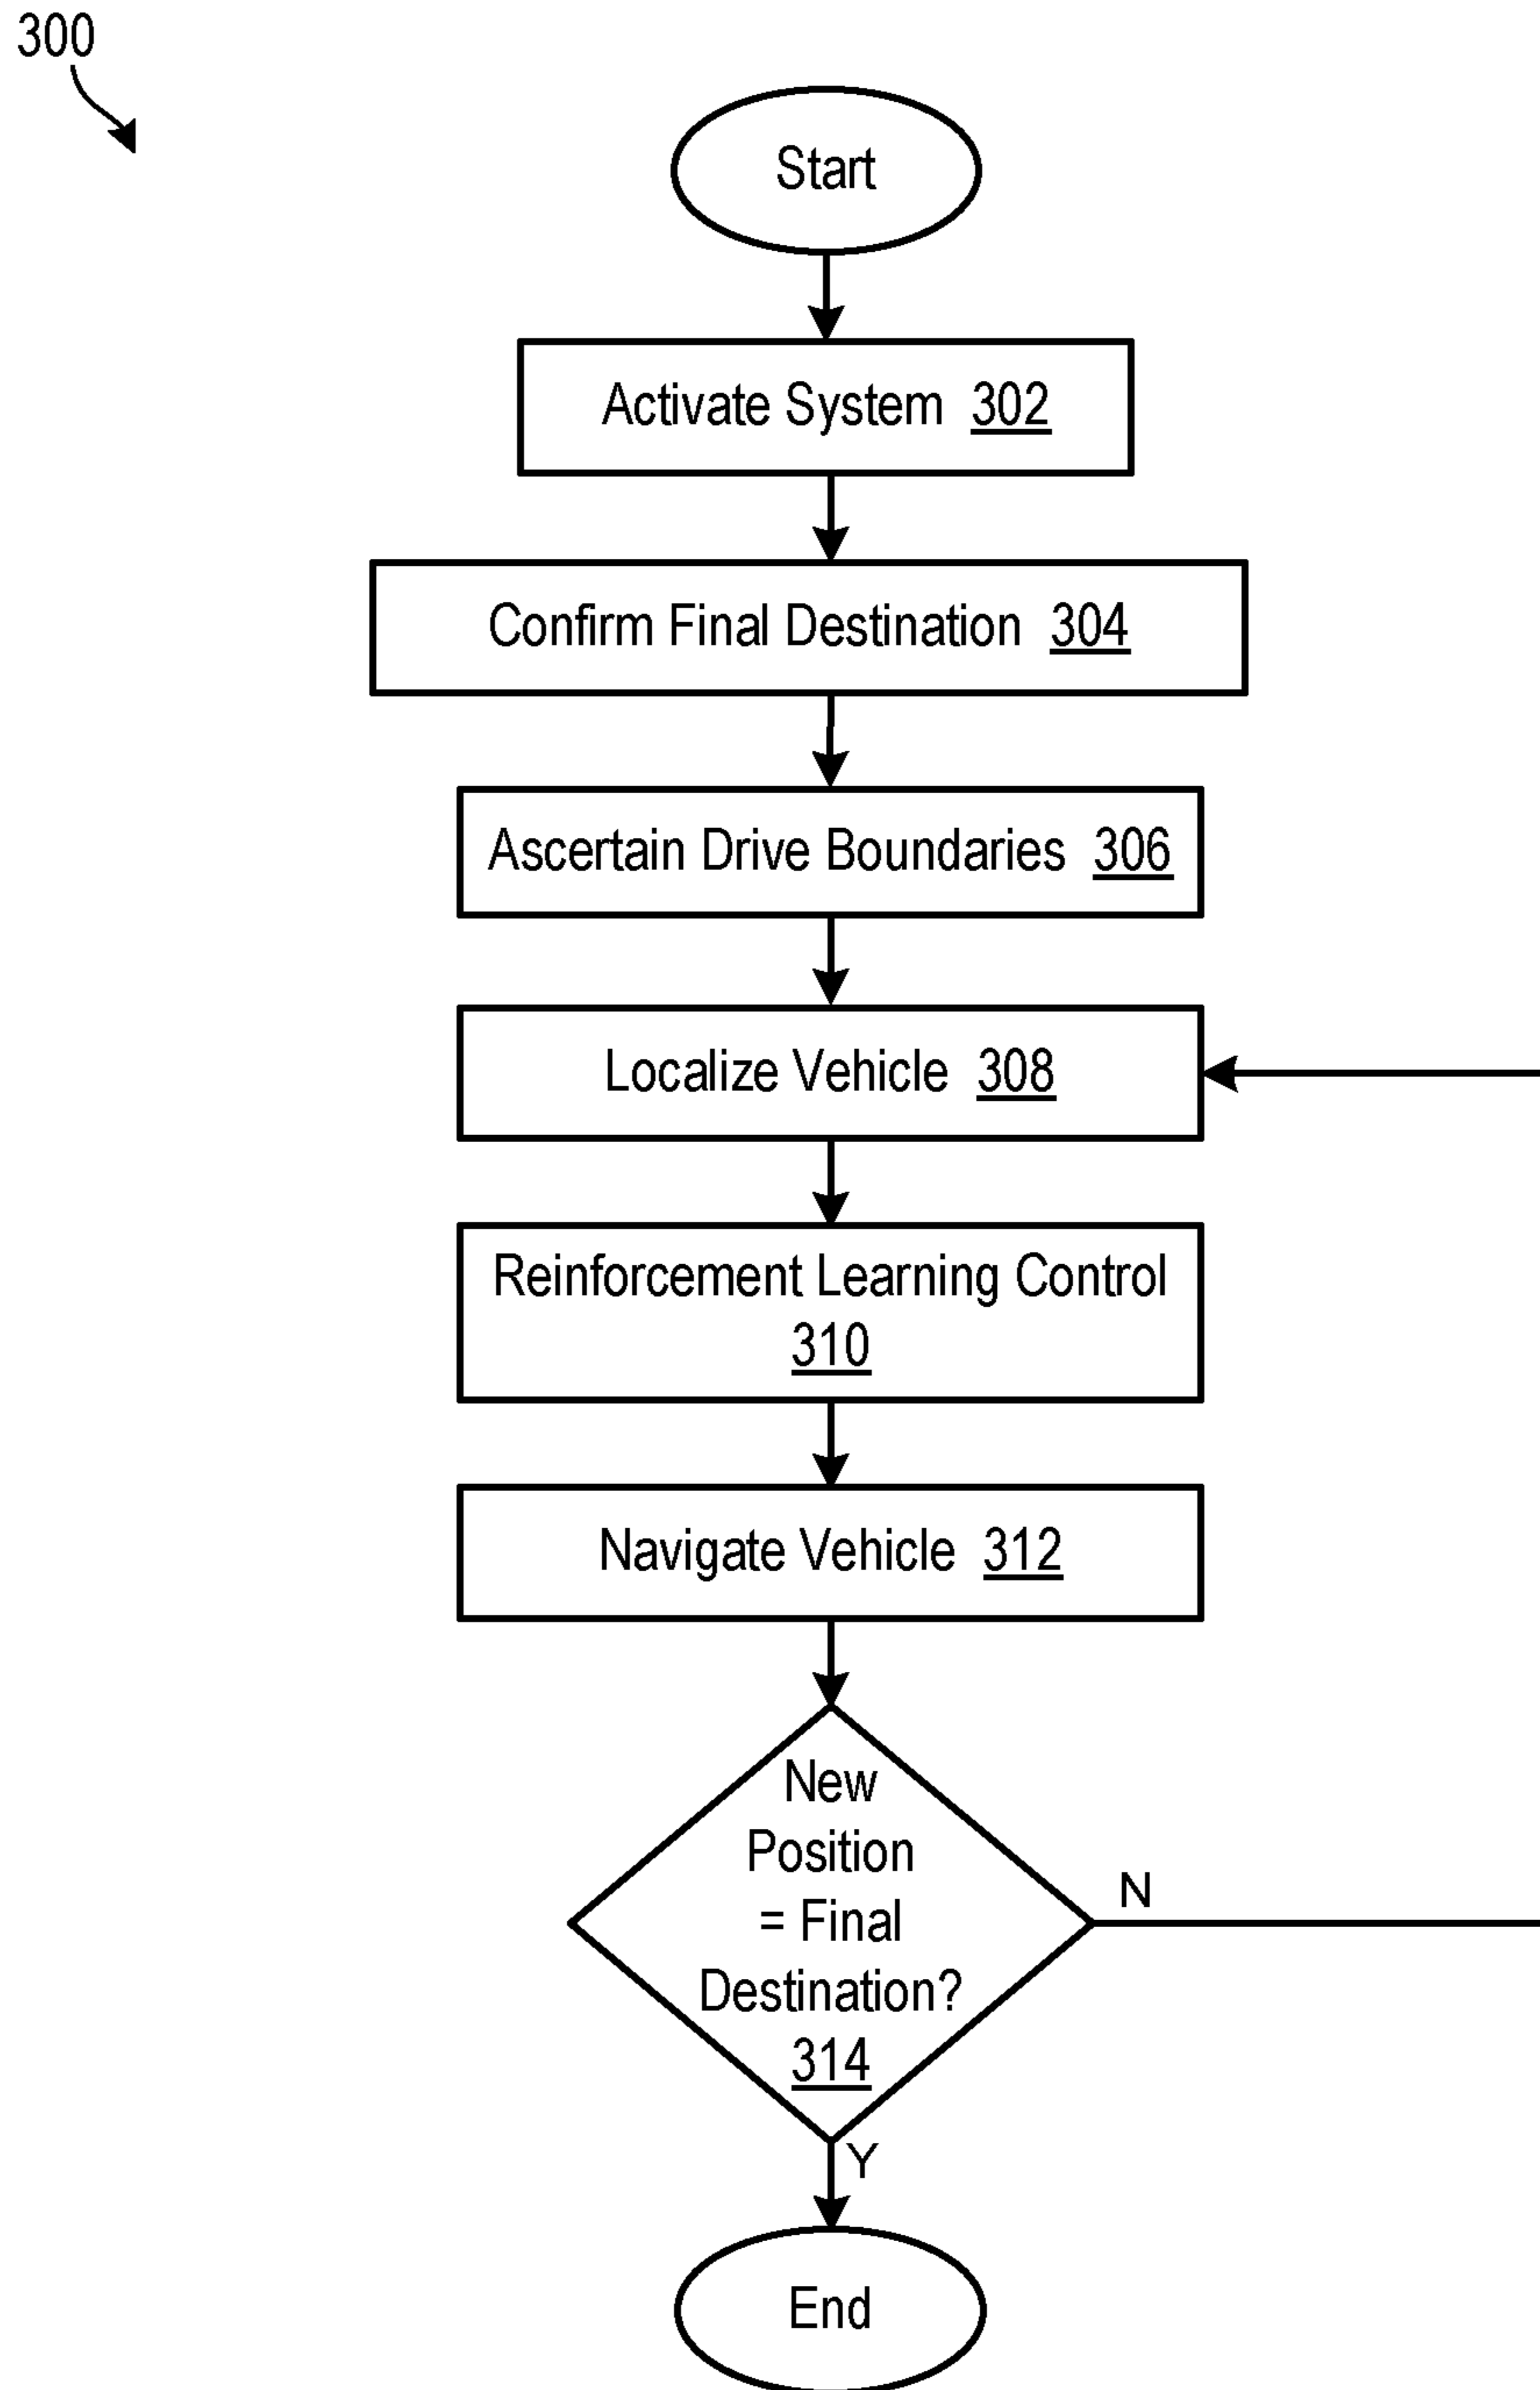 300
Start
Activate System 302
Confirm Final Destination 304
Ascertain Drive Boundaries 306
Localize Vehicle 308
Reinforcement Learning Control
310
Navigate Vehicle 312
New
Position
= Final
Destination?
314
N
Y
End